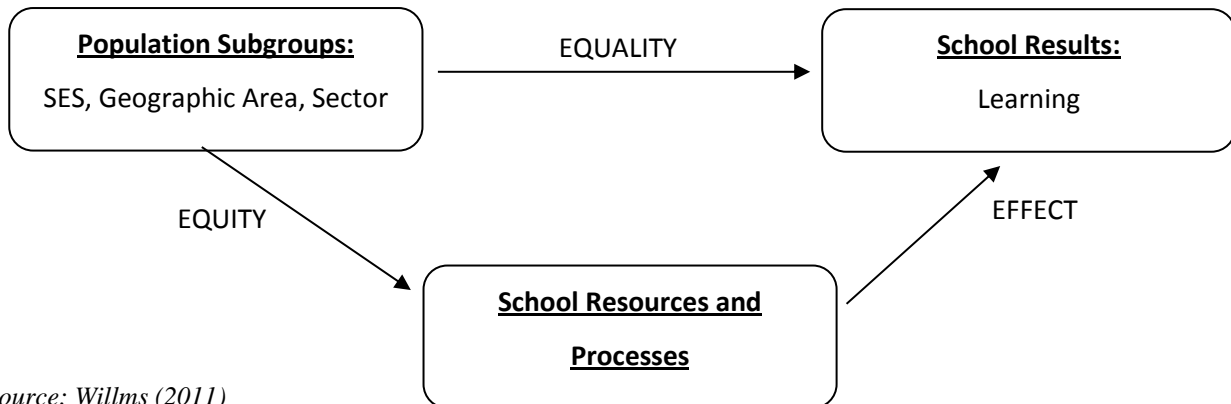 Population Subgroups:
SES, Geographic Area, Sector
EQUALITY
School Results:
Learning
EQUITY
EFFECT
School Resources and
Processes
ource: Willms (2011)